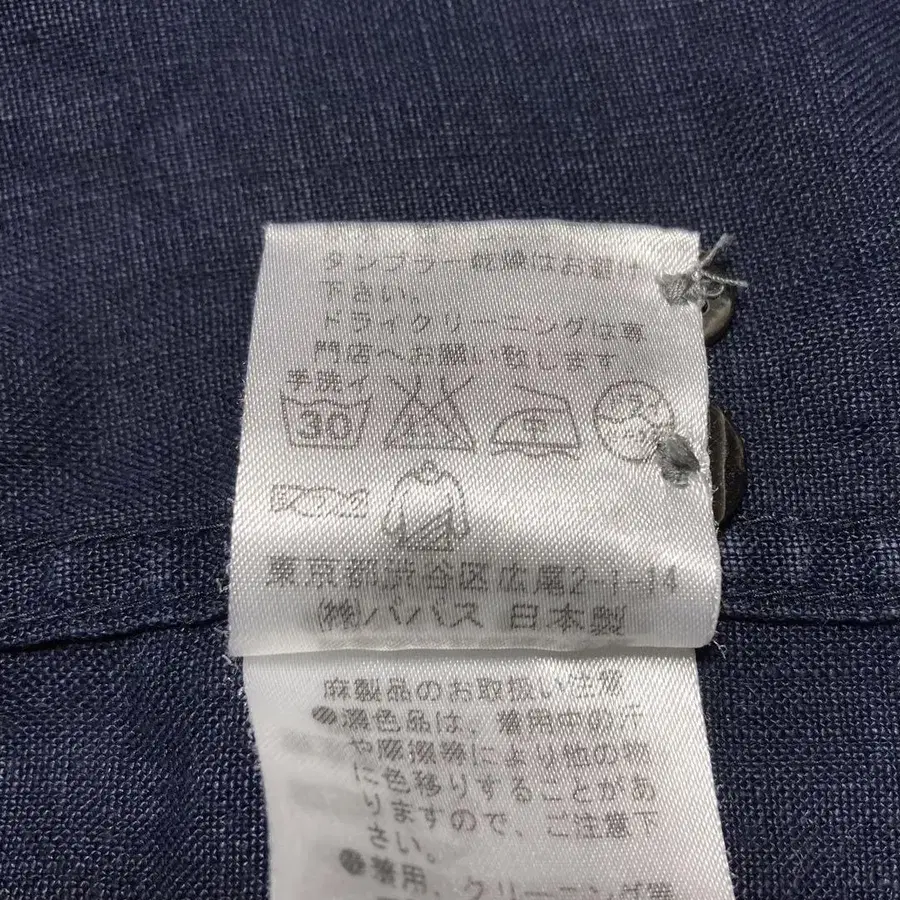 タンブラー乾燥はお避け
下さい。
ドライクリーニングは専
門店へお願い致します
手洗イ
30
中
東京都渋谷区広尾2-1-14
(株)パパス 日本製
麻製品のお取扱い注意
●濃色品は、着用中の汗
や摩擦等により他の物
に色移りすることがあ
りますので、ご注意下
さい。
●着用、クリーニング等